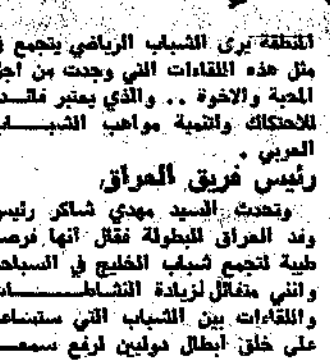 المنطقة يرى الشباب الرياضي يتجمع في
مثل هذه اللقاءات التي وجدت من اجل
المحبة والاخوة .. والذي يعتبر فائدة
للاحتكاك ولتنمية مواهب الشباب
العربي .
رئيس فريق العراق
وتحدث السيد مهدي شاكر رئيس
وفد العراق للبطولة فقال أنها فرصة
طيبة لتجمع شباب الخليج في السباحة
وانني متفائل لزيادة النشاطات
واللقاءات بين الشباب التي ستساعد
على خلق ابطال دوليين لرفع سمعة